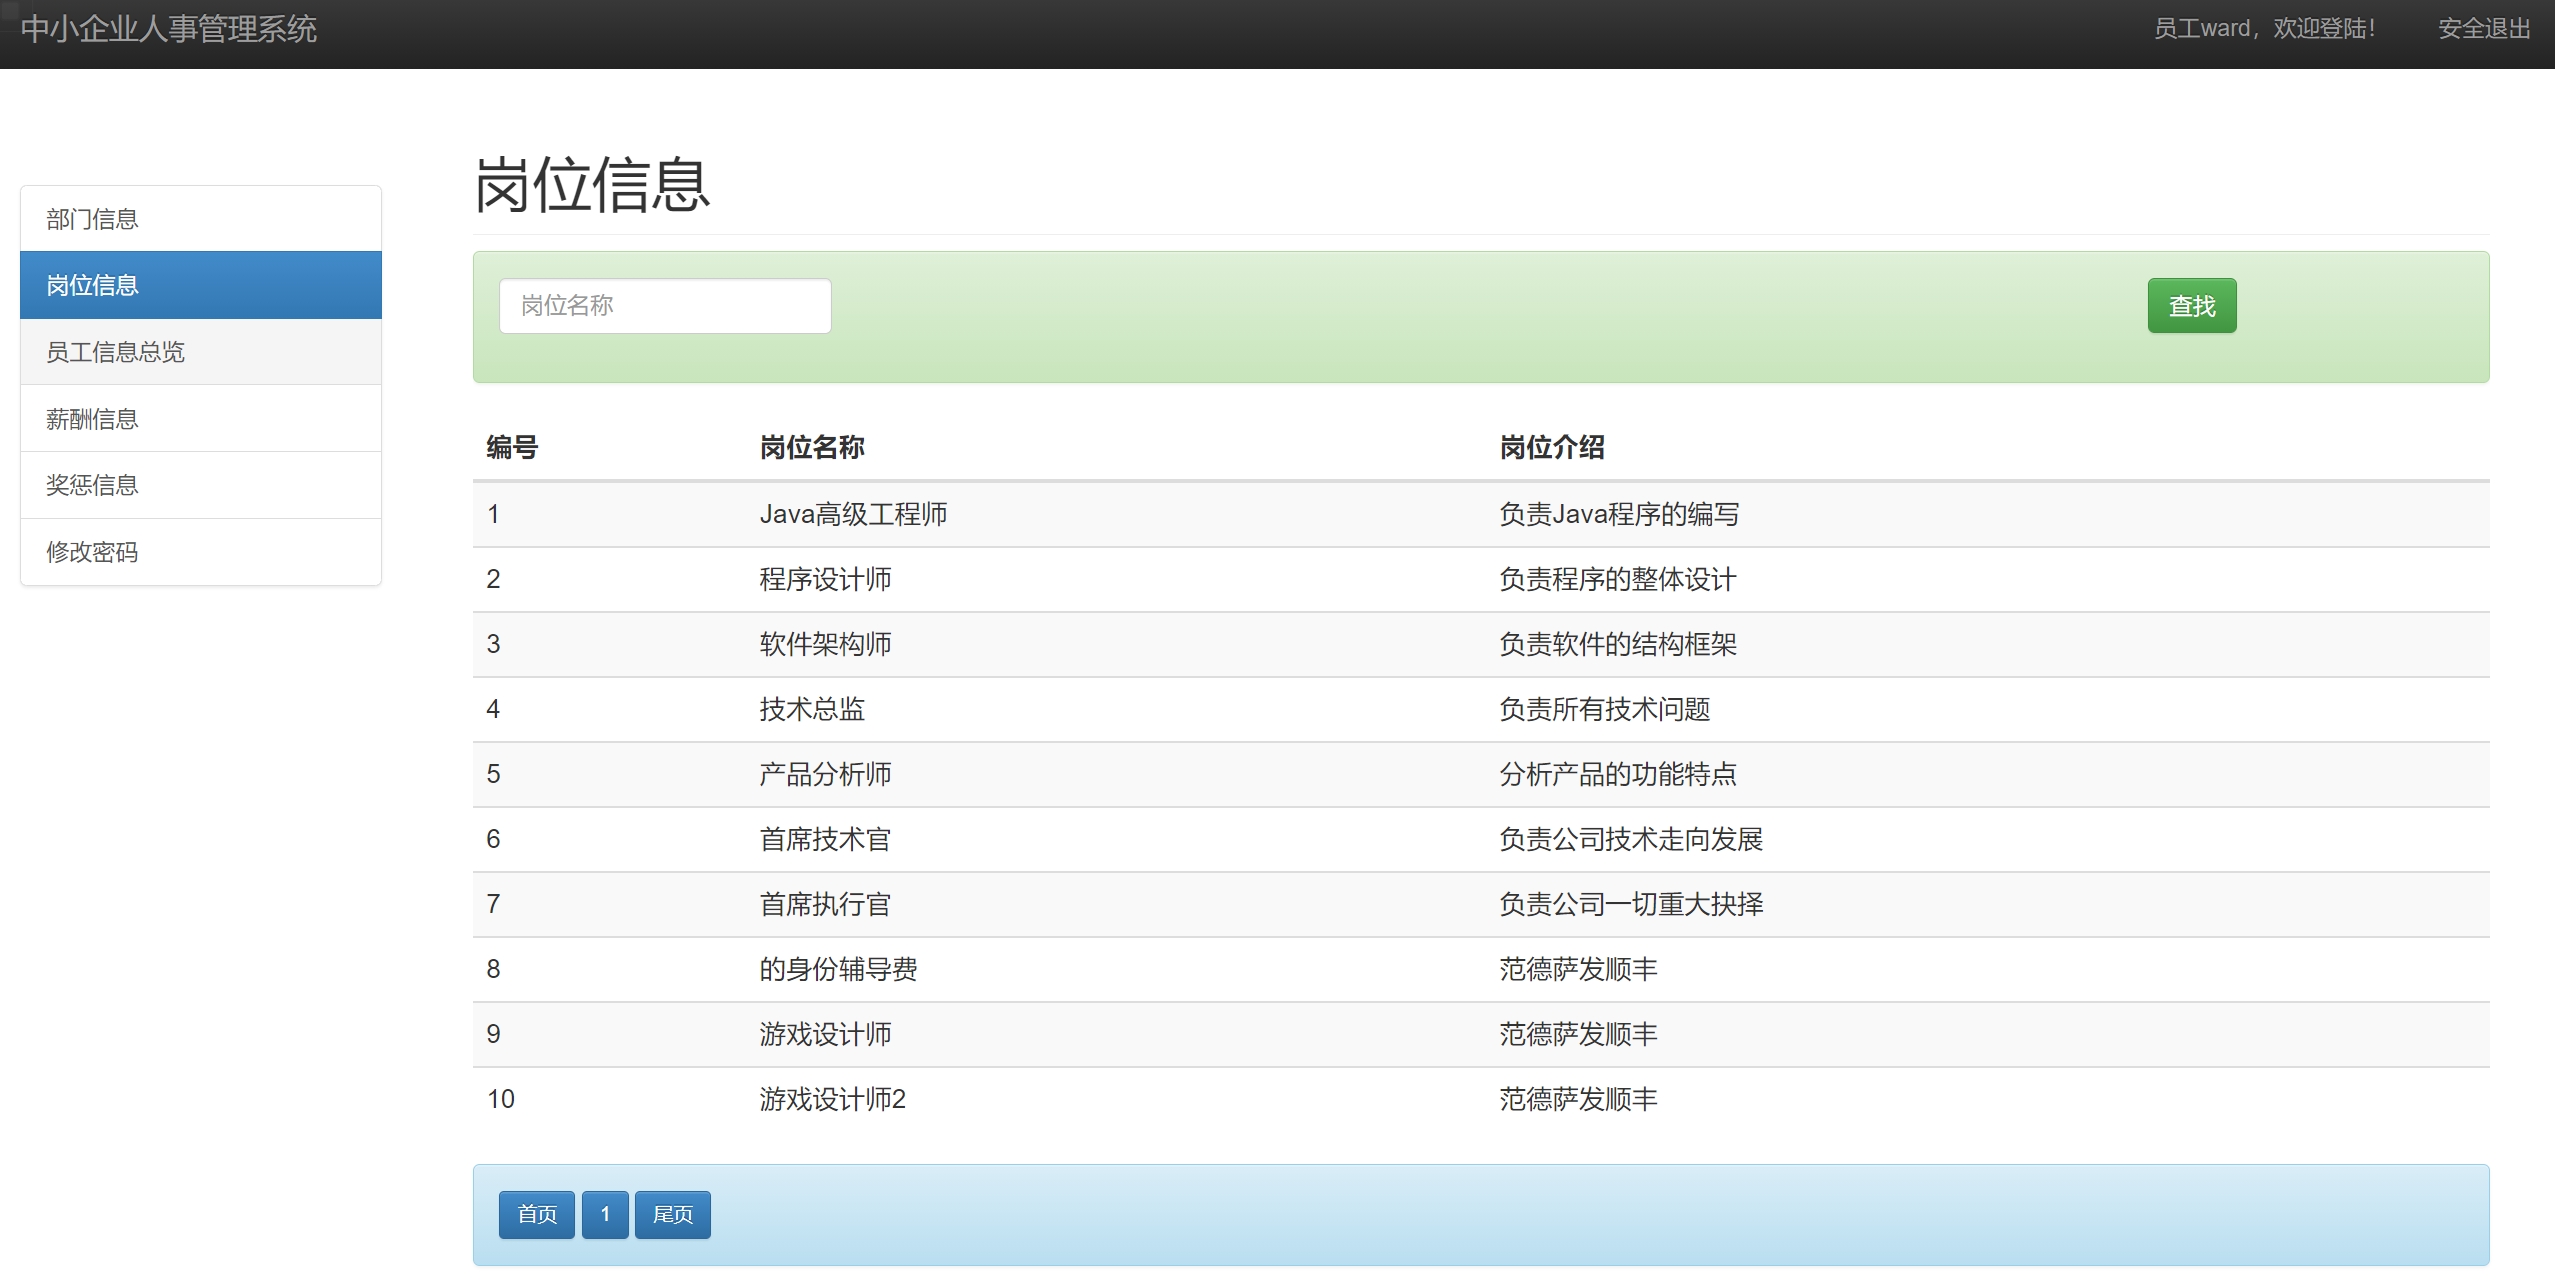 中小企业人事管理系统 员工ward，欢迎登陆！ 安全退出
部门信息
岗位信息
员工信息总览
薪酬信息
奖惩信息
修改密码
岗位信息
岗位名称 查找
编号 岗位名称 岗位介绍
1 Java高级工程师 负责Java程序的编写
2 程序设计师 负责程序的整体设计
3 软件架构师 负责软件的结构框架
4 技术总监 负责所有技术问题
5 产品分析师 分析产品的功能特点
6 首席技术官 负责公司技术走向发展
7 首席执行官 负责公司一切重大抉择
8 的身份辅导费 范德萨发顺丰
9 游戏设计师 范德萨发顺丰
10 游戏设计师2 范德萨发顺丰
首页 1 尾页